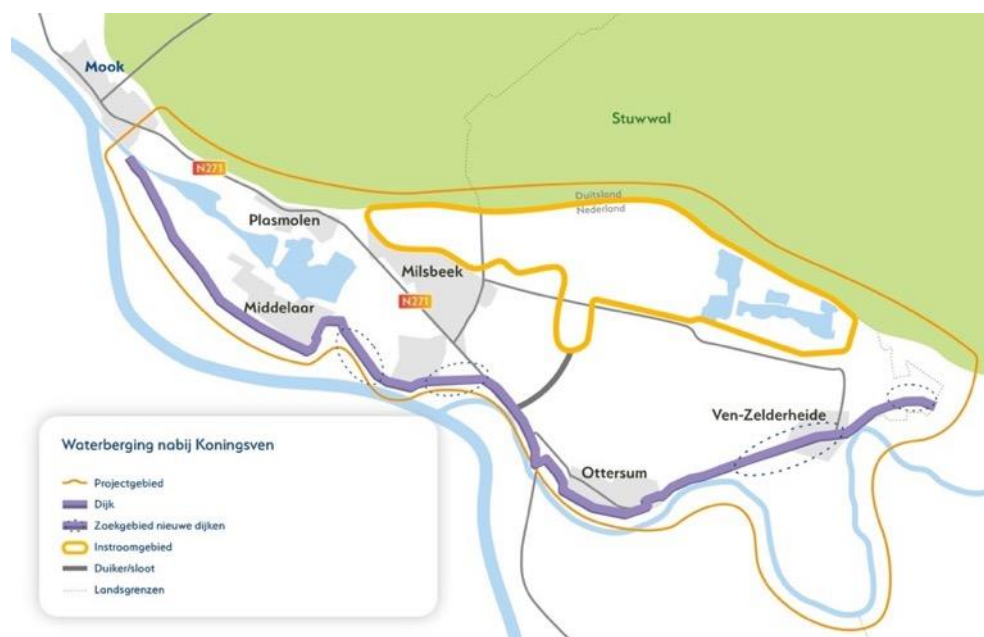 Mook
Stuwwal
N271
Duitsland
Nederland
Plasmolen
Milsbeek
N271
Middelaar
Ven-Zelderheide
Ottersum
Waterberging nabij Koningsven
Projectgebied
Dijk
Zoekgebied nieuwe dijken
Instroomgebied
Duiker/sloot
Landsgrenzen